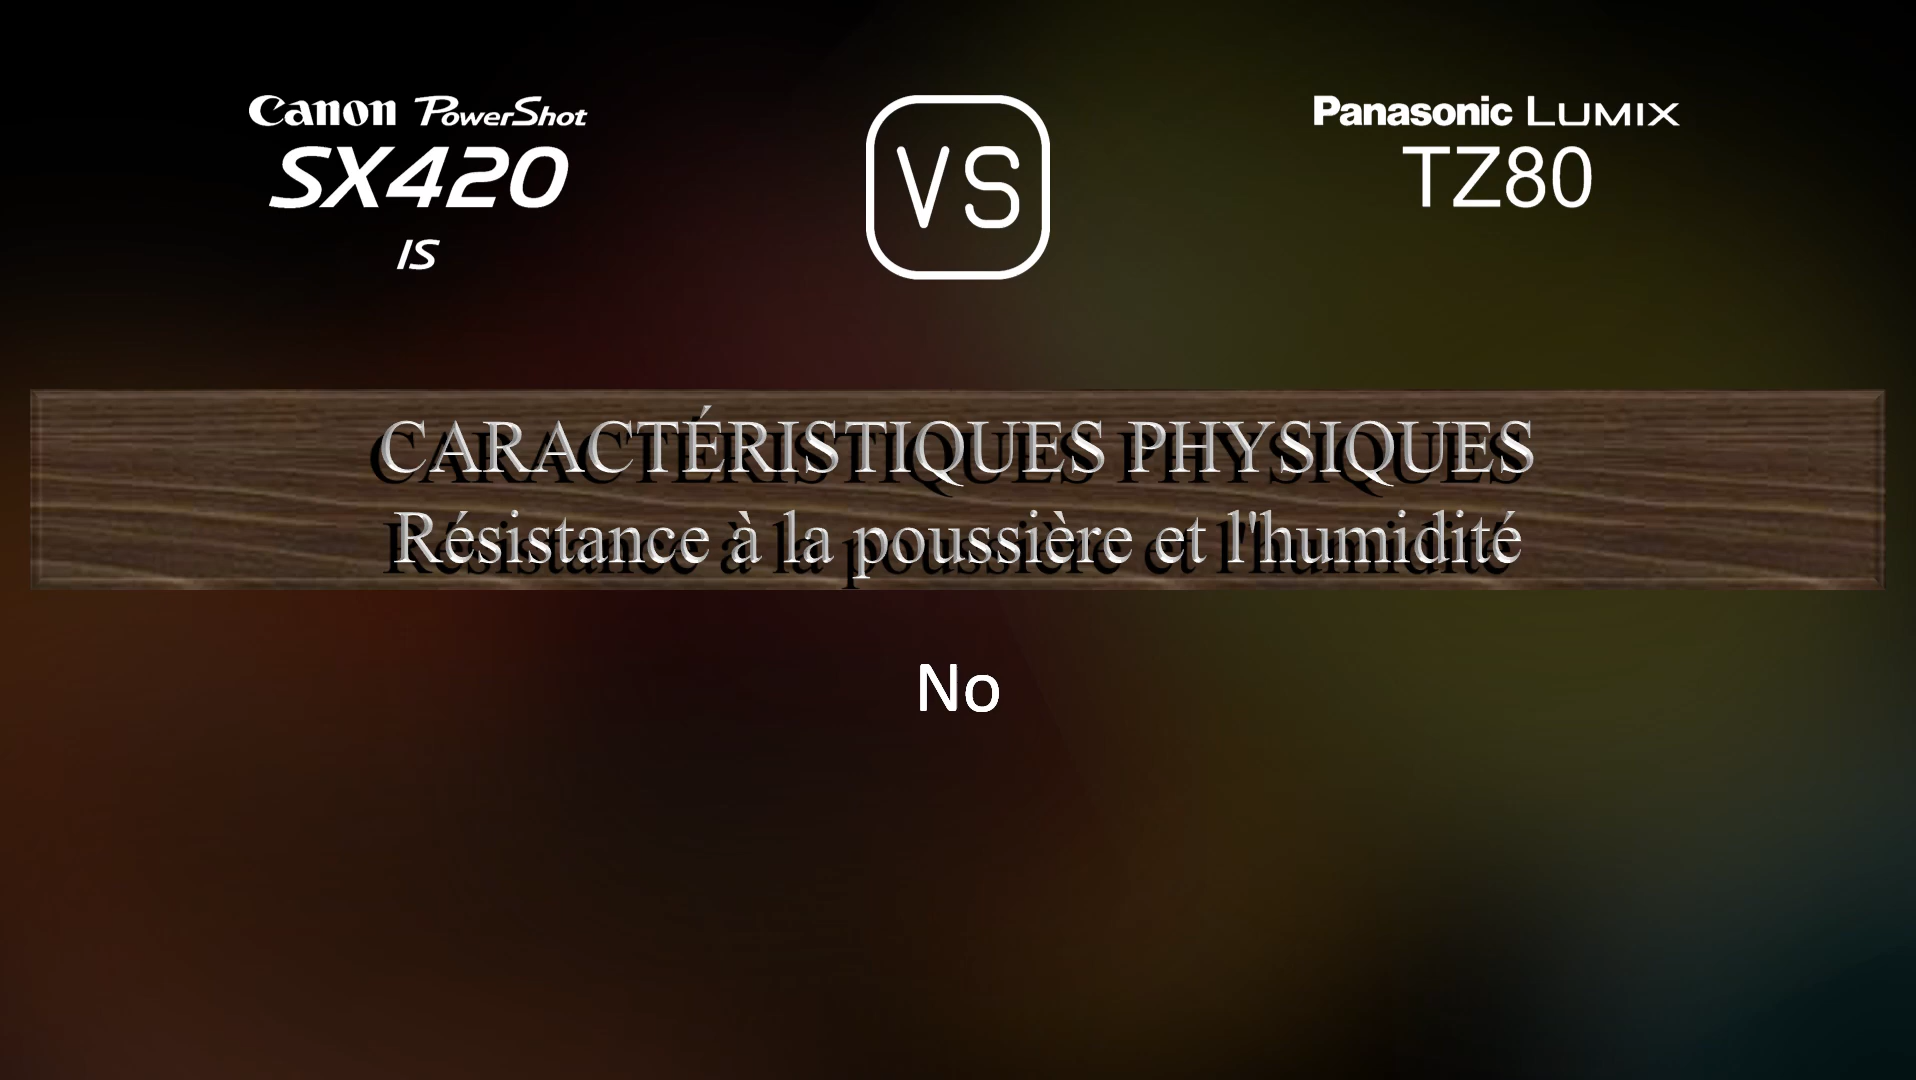 Canon PowerShot
SX420
IS
VS
Panasonic LUMIX
TZ80
CARACTÉRISTIQUES PHYSIQUES
Résistance à la poussière et l'humidité
No